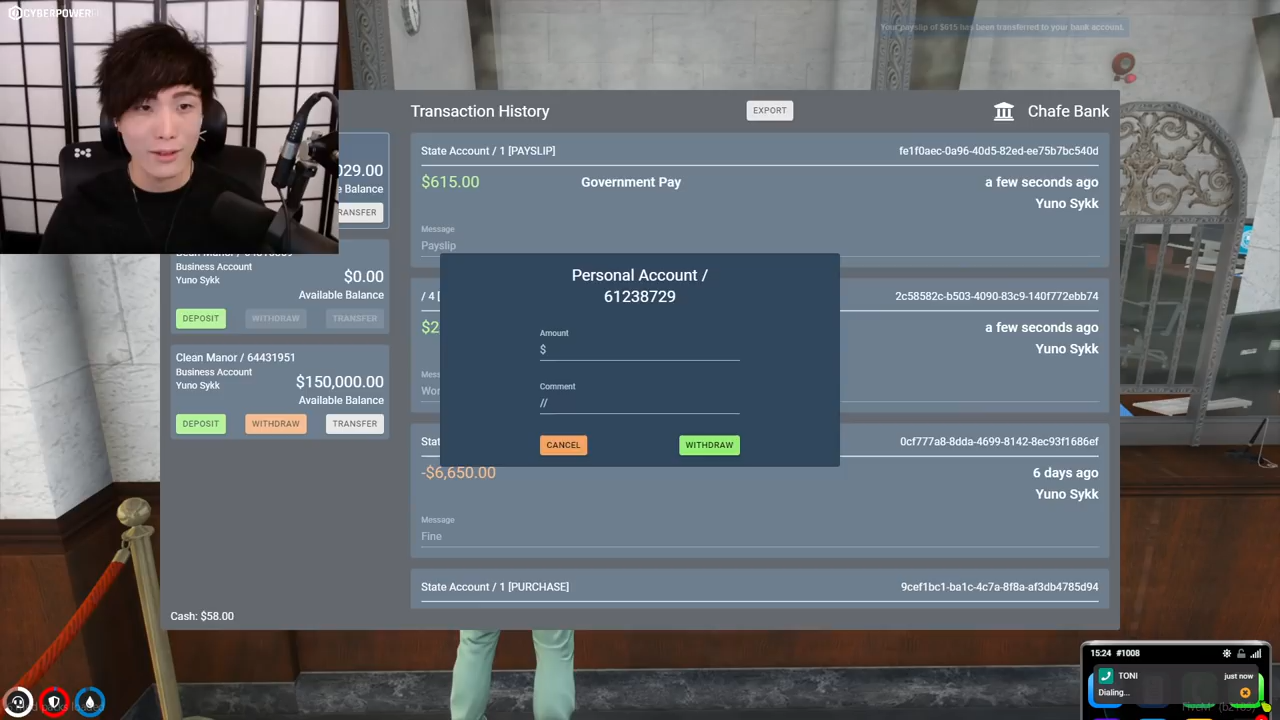 CYBERPOWER
Your payslip of $615 has been transferred to your bank account.
Transaction History
EXPORT
Chafe Bank
029.00
e Balance
TRANSFER
Business Account
Yuno Sykk
$0.00
Available Balance
DEPOSIT
WITHDRAW
TRANSFER
Clean Manor / 64431951
Business Account
Yuno Sykk
$150,000.00
Available Balance
DEPOSIT
WITHDRAW
TRANSFER
Cash: $58.00
State Account / 1 [PAYSLIP]
fe1f0aec-0a96-40d5-82ed-ee75b7bc540d
$615.00
Government Pay
a few seconds ago
Yuno Sykk
Message
Payslip
/ 4 [
2c58582c-b503-4090-83c9-140f772ebb74
$2
a few seconds ago
Yuno Sykk
Mes
Wor
Personal Account /
61238729
Amount
$
Comment
//
CANCEL
WITHDRAW
Stat
0cf777a8-8dda-4699-8142-8ec93f1686ef
-$6,650.00
6 days ago
Yuno Sykk
Message
Fine
State Account / 1 [PURCHASE]
9cef1bc1-ba1c-4c7a-8f8a-af3db4785d94
15:24 #1008
TONI
just now
Dialing...